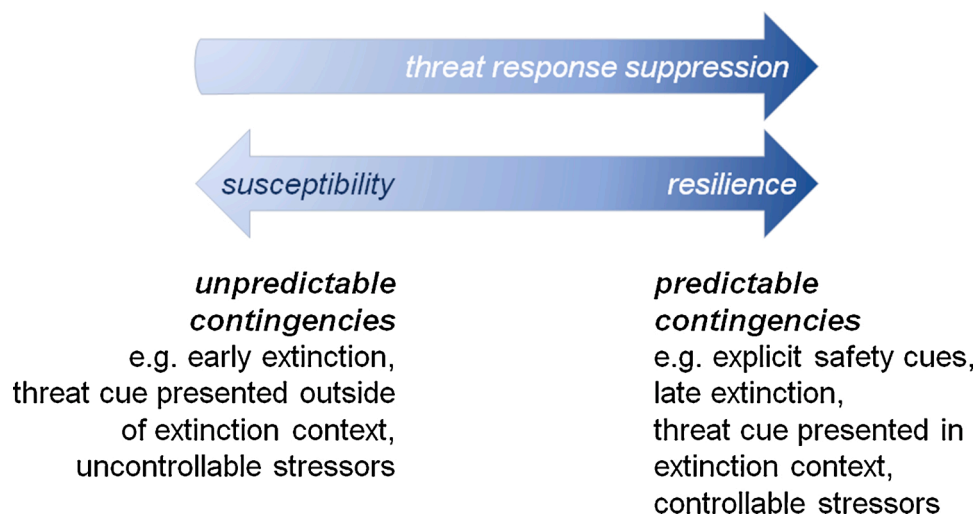 threat response suppression
susceptibility
resilience
unpredictable
contingencies
e.g. early extinction,
threat cue presented outside
of extinction context,
uncontrollable stressors
predictable
contingencies
e.g. explicit safety cues,
late extinction,
threat cue presented in
extinction context,
controllable stressors